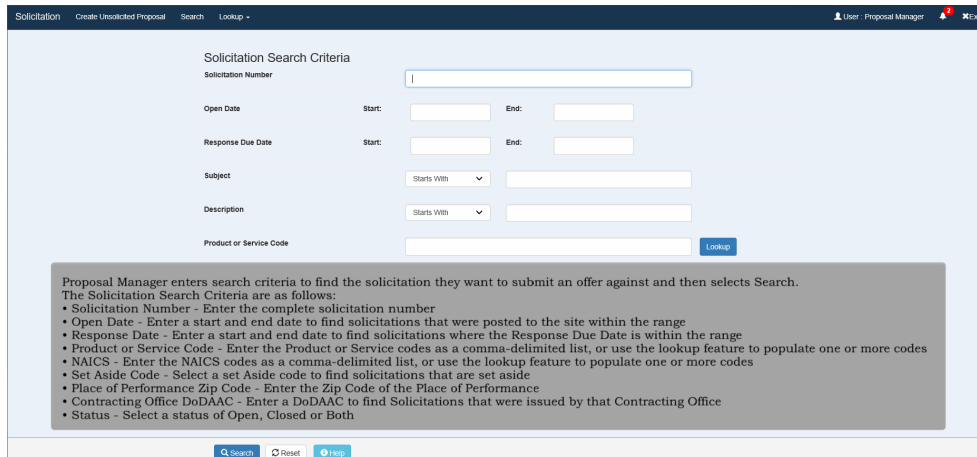 Solicitation Create Unsolicited Proposal Search Lookup User : Proposal Manager 2
Solicitation Search Criteria
Solicitation Number
Open Date Start: End:
Response Due Date Start: End:
Subject Starts With
Description Starts With
Product or Service Code Lookup
Proposal Manager enters search criteria to find the solicitation they want to submit an offer against and then selects Search.
The Solicitation Search Criteria are as follows:
• Solicitation Number - Enter the complete solicitation number
• Open Date - Enter a start and end date to find solicitations that were posted to the site within the range
• Response Date - Enter a start and end date to find solicitations where the Response Due Date is within the range
• Product or Service Code - Enter the Product or Service codes as a comma-delimited list, or use the lookup feature to populate one or more codes
• NAICS - Enter the NAICS codes as a comma-delimited list, or use the lookup feature to populate one or more codes
• Set Aside Code - Select a set Aside code to find solicitations that are set aside
• Place of Performance Zip Code - Enter the Zip Code of the Place of Performance
• Contracting Office DoDAAC - Enter a DoDAAC to find Solicitations that were issued by that Contracting Office
• Status - Select a status of Open, Closed or Both
Search Reset Help